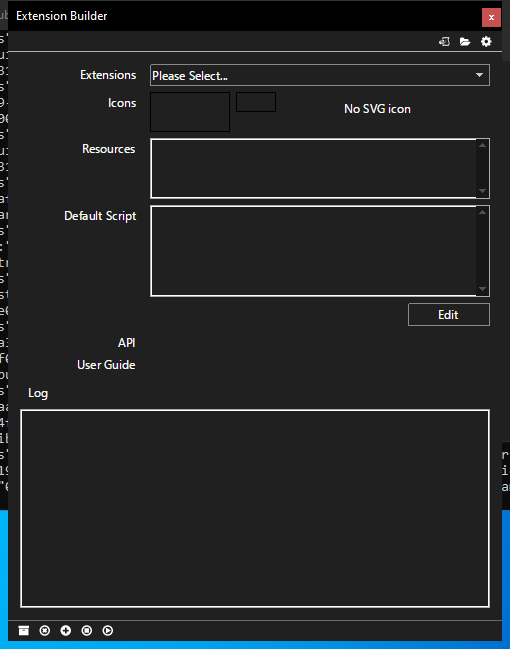 Extension Builder
x
Extensions
Please Select...
Icons
No SVG icon
Resources
Default Script
Edit
API
User Guide
Log